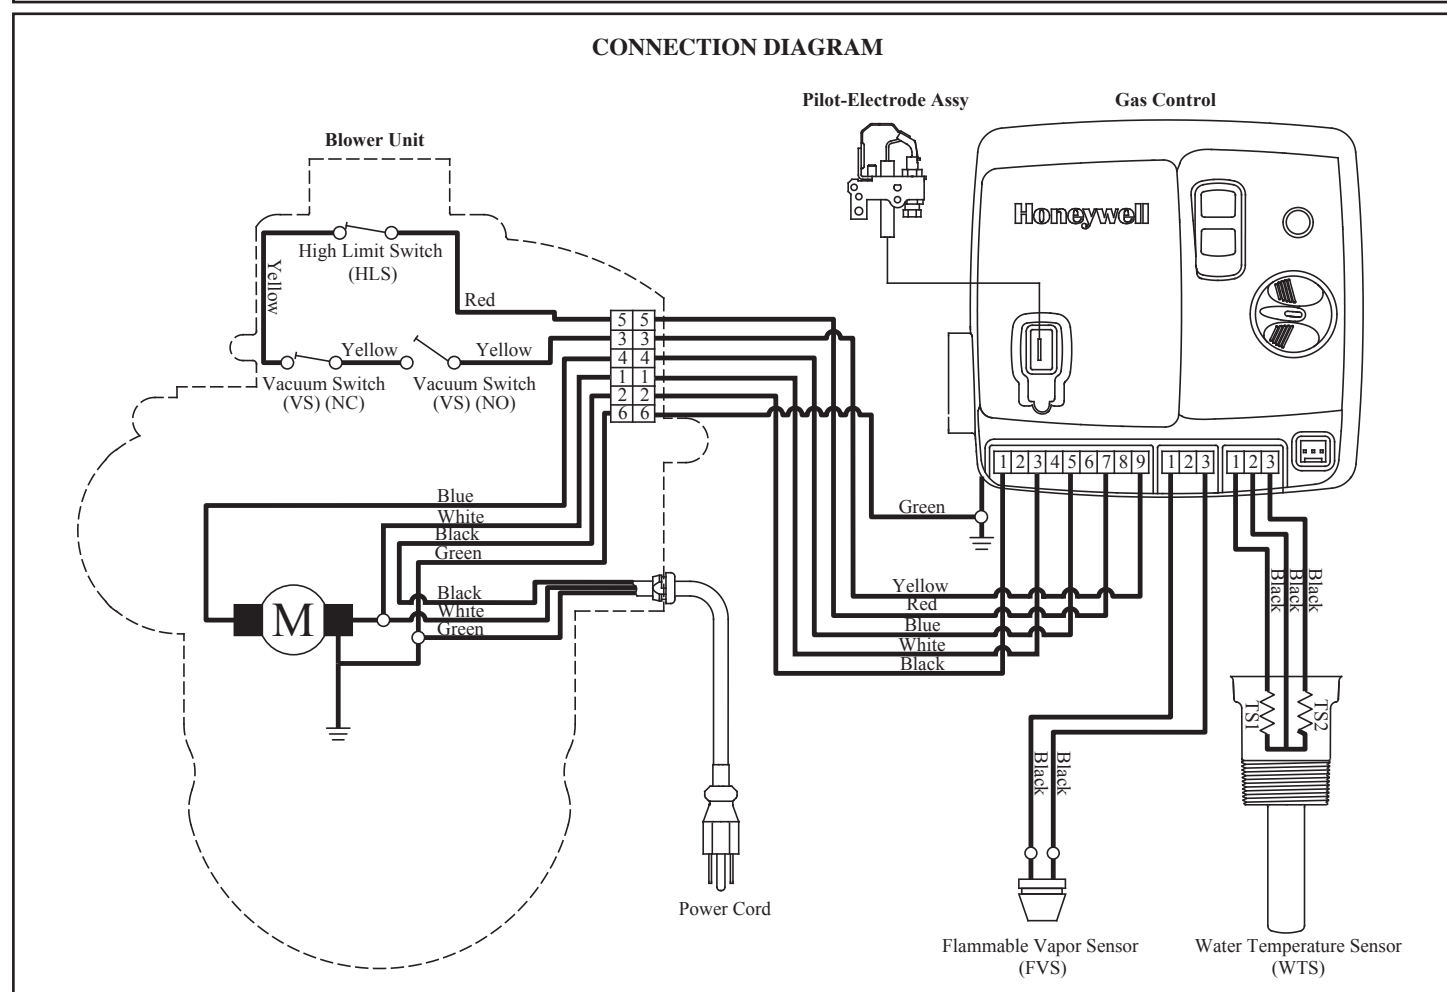 CONNECTION DIAGRAM
Pilot-Electrode Assy
Gas Control
Blower Unit
Honeywell
High Limit Switch
(HLS)
Yellow
Red
Yellow
Yellow
Vacuum Switch
(VS) (NC)
Vacuum Switch
(VS) (NO)
5 5
3 3
4 4
1 1
2 2
6 6
1 2 3 4 5 6 7 8 9
1 2 3
1 2 3
Blue
White
Black
Green
Black
White
Green
M
Green
Yellow
Red
Blue
White
Black
Black
Black
Black
TS1
TS2
Black
Black
Power Cord
Flammable Vapor Sensor
(FVS)
Water Temperature Sensor
(WTS)